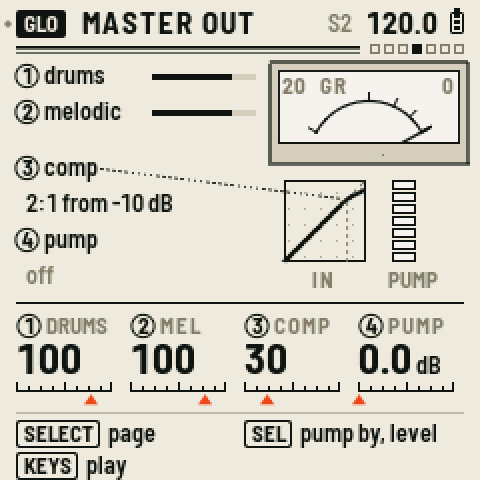 GLO MASTER OUT S2 120.0
1 drums
2 melodic
20 GR 0
3 comp
2:1 from -10 dB
4 pump
off
IN PUMP
1 DRUMS 2 MEL 3 COMP 4 PUMP
100 100 30 0.0 dB
SELECT page SEL pump by, level
KEYS play